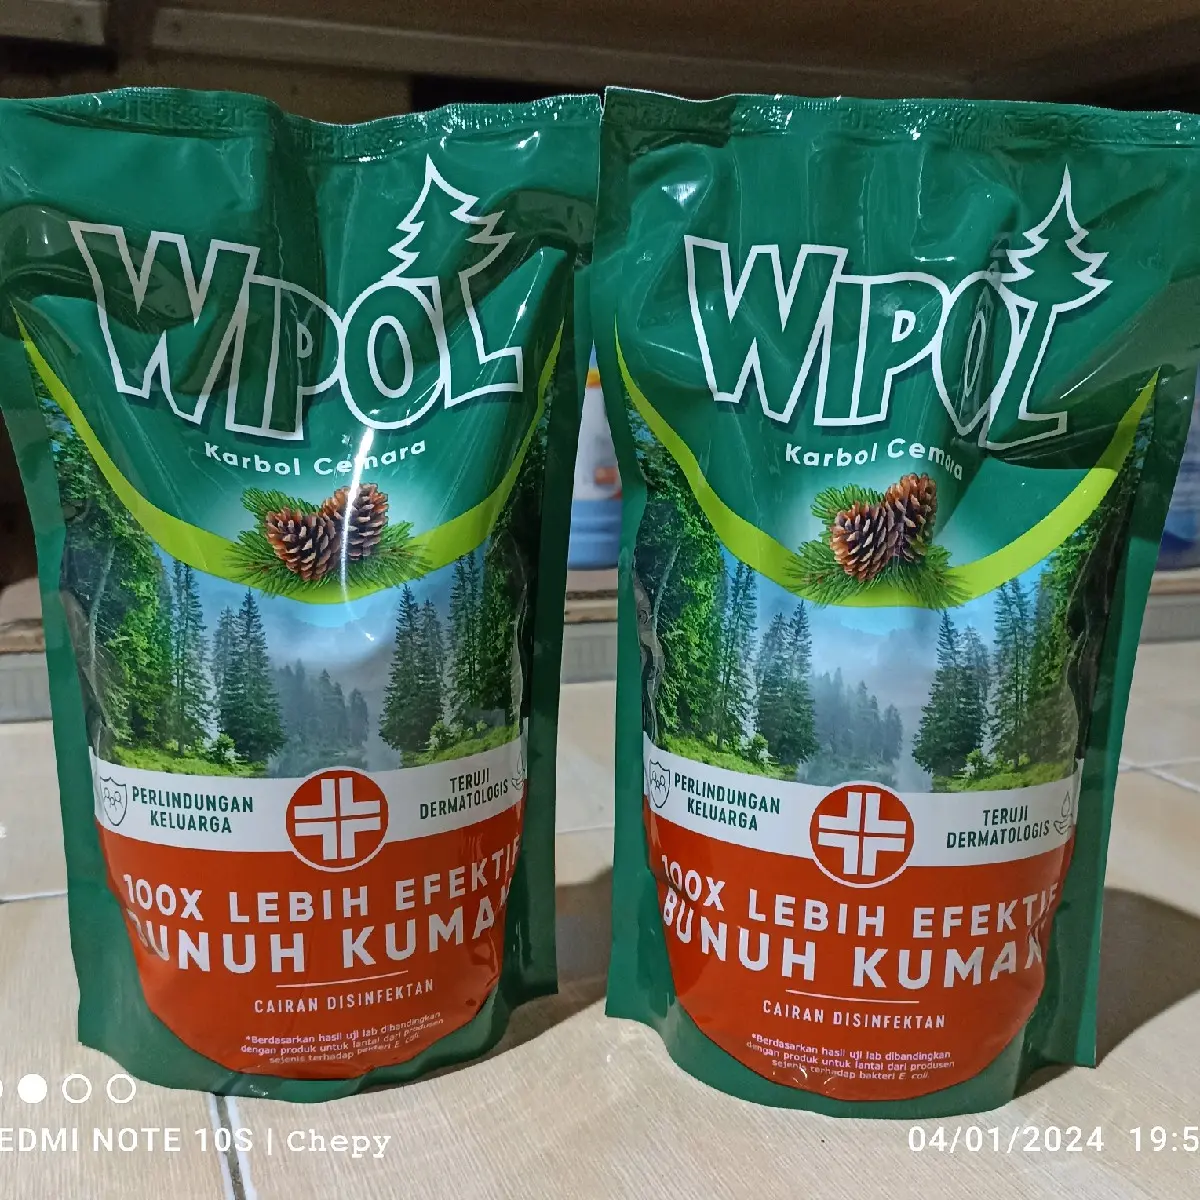 WIPOL
Karbol Cemara
PERLINDUNGAN
KELUARGA
TERUJI
DERMATOLOGIS
100X LEBIH EFEKTIF
BUNUH KUMAN
CAIRAN DISINFEKTAN
*Berdasarkan hasil uji lab dibandingkan
dengan produk untuk lantai dari produsen
sejenis terhadap bakteri E. coli.
WIPOL
Karbol Cemara
PERLINDUNGAN
KELUARGA
TERUJI
DERMATOLOGIS
100X LEBIH EFEKTIF
BUNUH KUMAN
CAIRAN DISINFEKTAN
*Berdasarkan hasil uji lab dibandingkan
dengan produk untuk lantai dari produsen
sejenis terhadap bakteri E. coli.
EDMI NOTE 10S | Chepy
04/01/2024 19:5